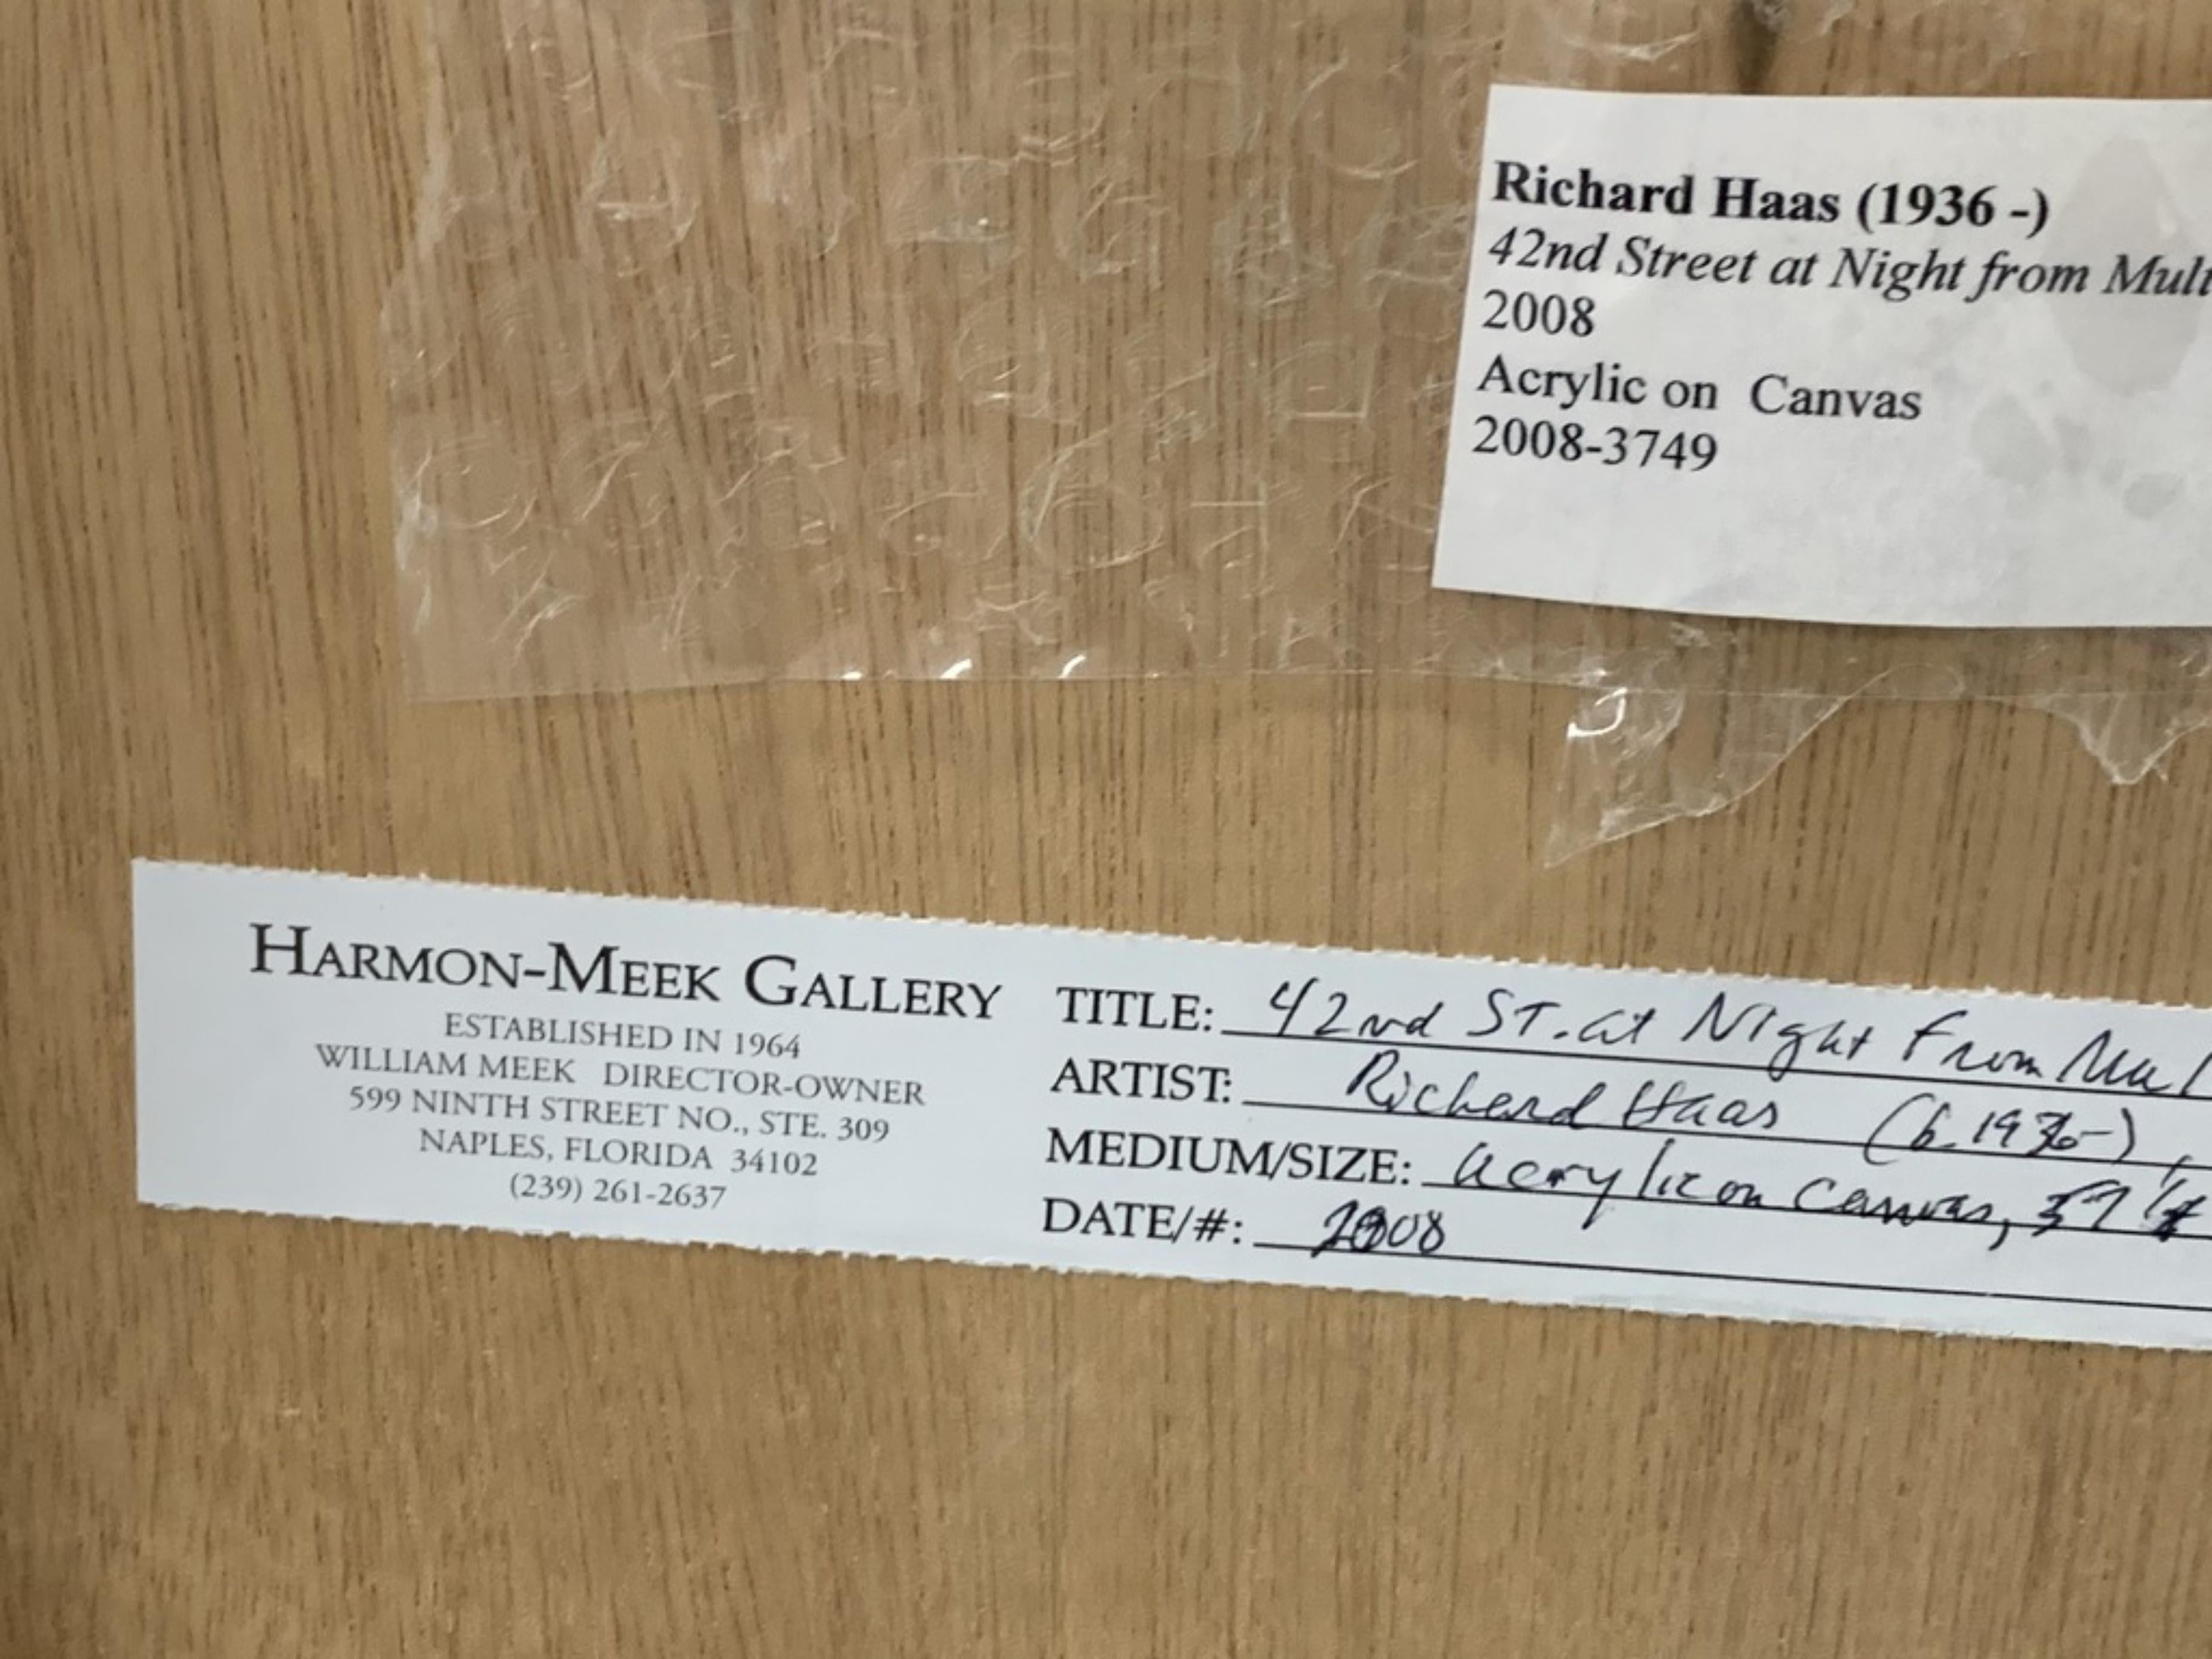 Richard Haas (1936 -)
42nd Street at Night from Mult
2008
Acrylic on Canvas
2008-3749
HARMON-MEEK GALLERY
ESTABLISHED IN 1964
WILLIAM MEEK DIRECTOR-OWNER
599 NINTH STREET NO., STE. 309
NAPLES, FLORIDA 34102
(239) 261-2637
TITLE: 42nd ST. at Night From Mul
ARTIST: Richard Haas (b. 1936-),
MEDIUM/SIZE: acrylic on canvas,
DATE/#: 2008